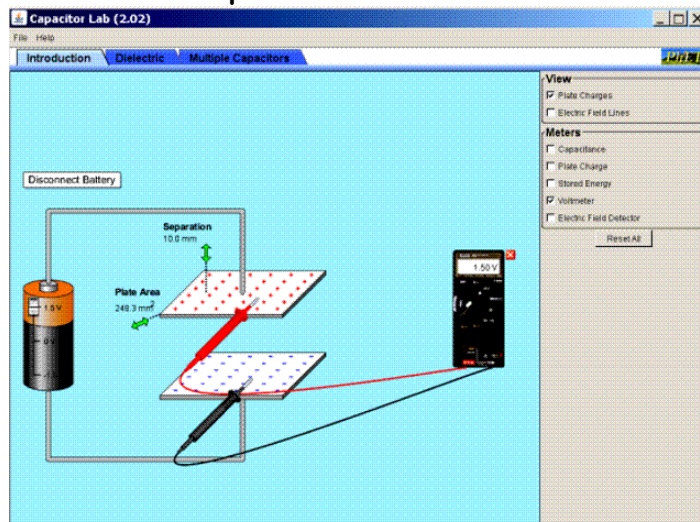 Capacitor Lab (2.02)
File Help
Introduction Dielectric Multiple Capacitors
View
Plate Charges
Electric Field Lines
Meters
Capacitance
Plate Charge
Stored Energy
Voltmeter
Electric Field Detector
Reset All
Disconnect Battery
Separation
10.0 mm
Plate Area
248.3 mm²
1.5 V
0 V
1.50 V